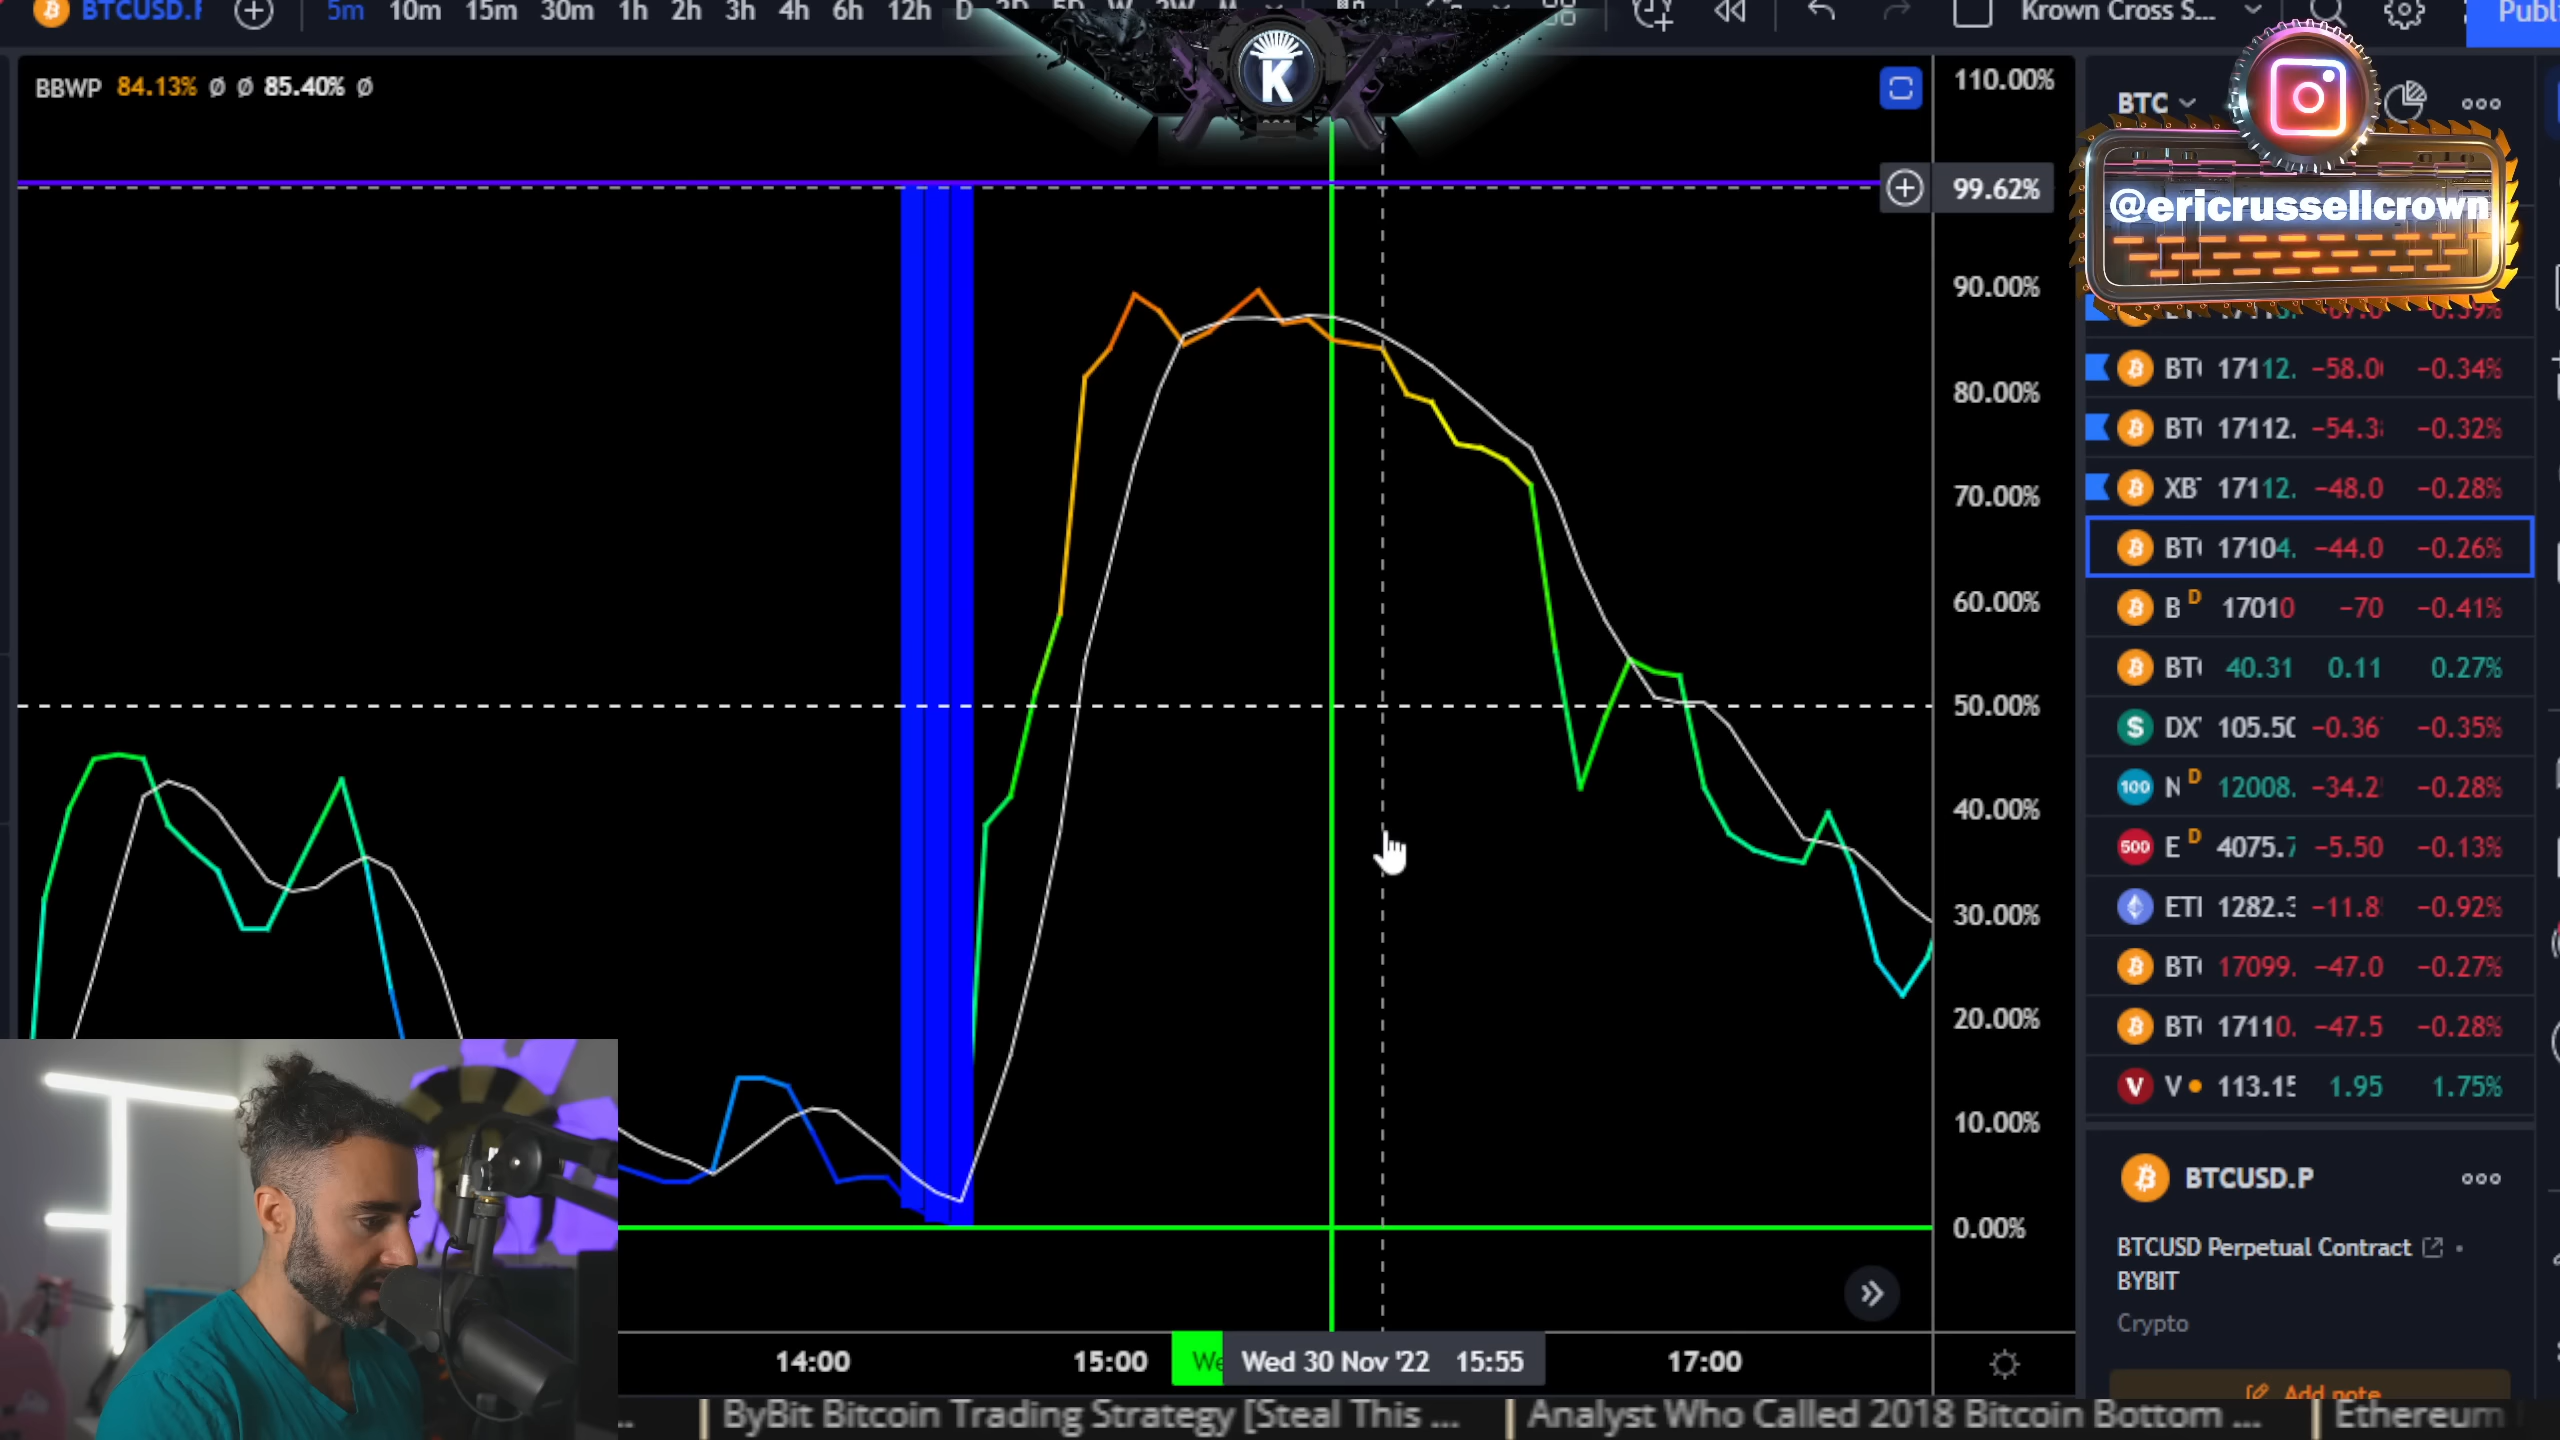 BTCUSD.P 5m 10m 15m 30m 1h 2h 3h 4h 6h 12h D Krown Cross S... Publ
BBWP 84.13% Ø Ø 85.40% Ø
K
110.00%
99.62%
90.00%
80.00%
70.00%
60.00%
50.00%
40.00%
30.00%
20.00%
10.00%
0.00%
14:00 15:00 We Wed 30 Nov '22 15:55 17:00
BTC
@ericrussellcrown
BT 17112. -58.0 -0.34%
BT 17112. -54.3 -0.32%
XB 17112. -48.0 -0.28%
BT 17104. -44.0 -0.26%
B D 17010 -70 -0.41%
BT 40.31 0.11 0.27%
DX 105.50 -0.36 -0.35%
100 N D 12008. -34.2 -0.28%
500 E D 4075.7 -5.50 -0.13%
ET 1282.3 -11.8 -0.92%
BT 17099. -47.0 -0.27%
BT 17110. -47.5 -0.28%
V V 113.15 1.95 1.75%
BTCUSD.P
BTCUSD Perpetual Contract
BYBIT
Crypto
Add note
... ByBit Bitcoin Trading Strategy [Steal This ... Analyst Who Called 2018 Bitcoin Bottom ... Ethereum